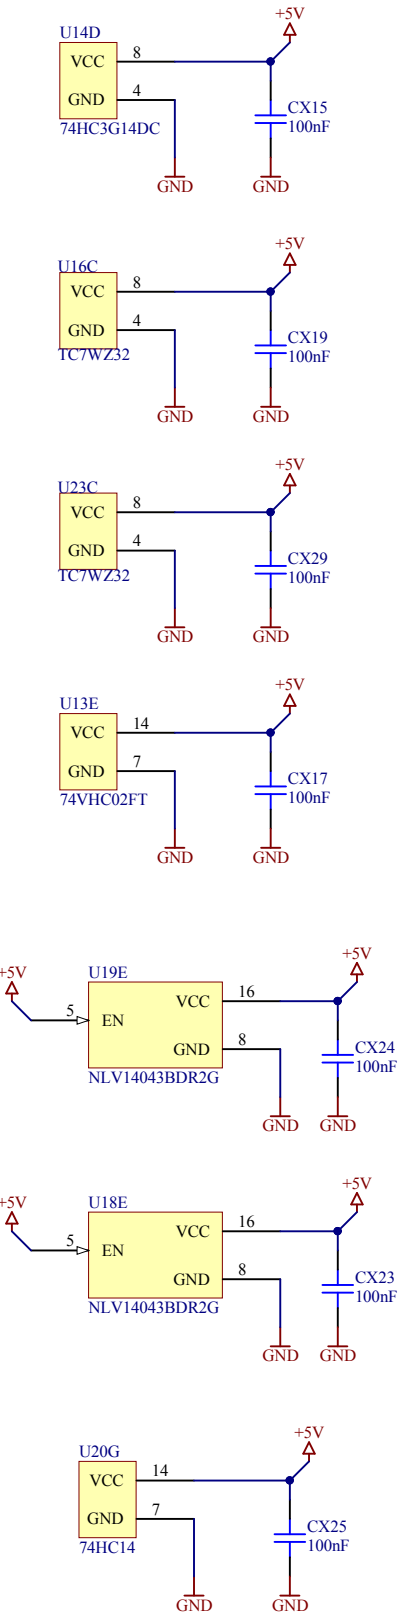 +5V
U14D
VCC 8
GND 4
CX15
100nF
74HC3G14DC
GND GND
+5V
U16C
VCC 8
GND 4
CX19
100nF
TC7WZ32
GND GND
+5V
U23C
VCC 8
GND 4
CX29
100nF
TC7WZ32
GND GND
+5V
U13E
VCC 14
GND 7
CX17
100nF
74VHC02FT
GND GND
+5V
+5V
U19E
VCC 16
5 EN
GND 8
CX24
100nF
NLV14043BDR2G
GND GND
+5V
+5V
U18E
VCC 16
5 EN
GND 8
CX23
100nF
NLV14043BDR2G
GND GND
+5V
U20G
VCC 14
GND 7
CX25
100nF
74HC14
GND GND